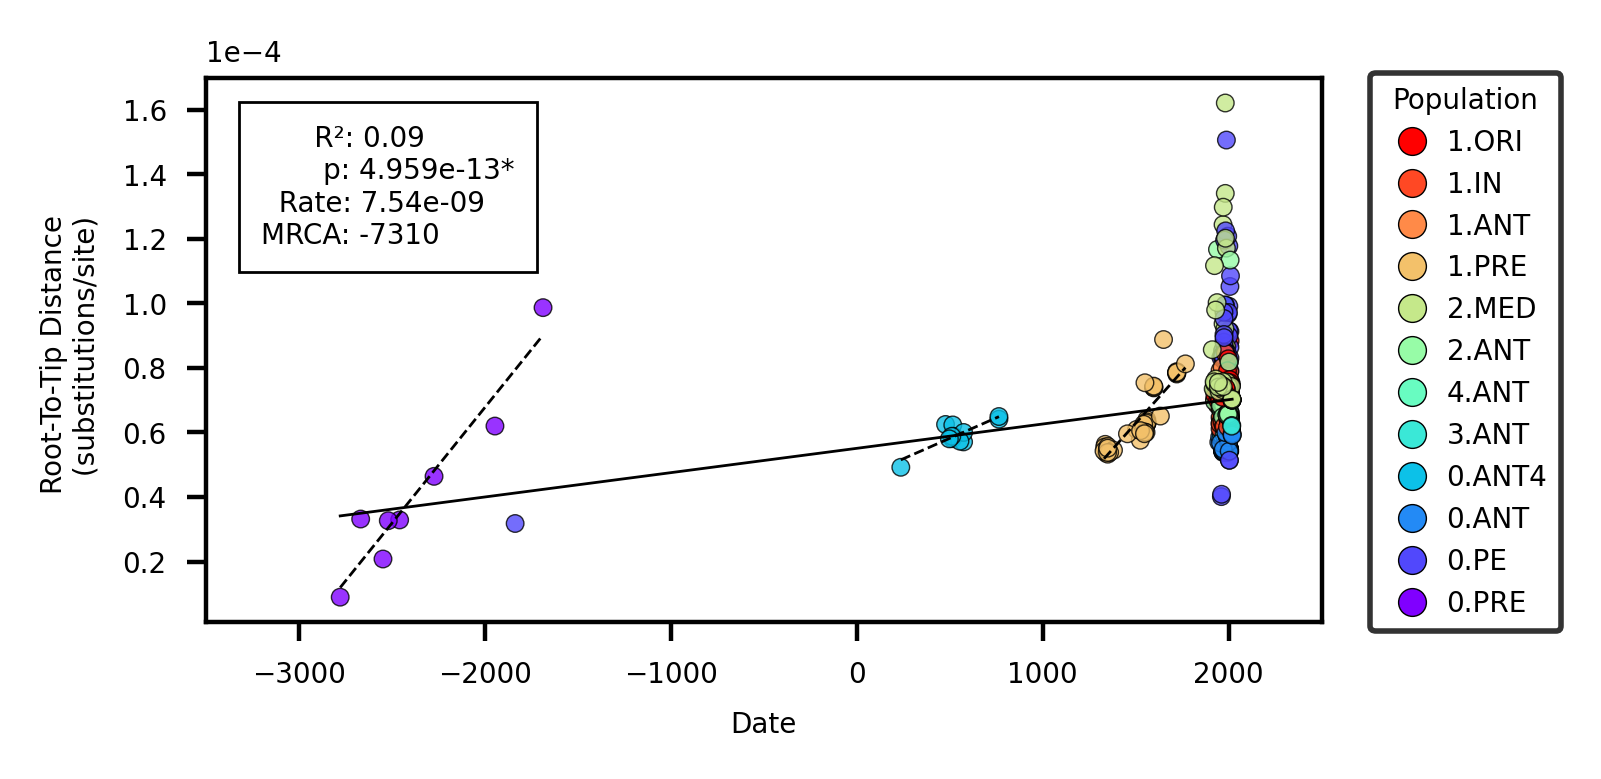 1e−4
R²: 0.09
p: 4.959e-13*
Rate: 7.54e-09
MRCA: -7310
Root-To-Tip Distance
(substitutions/site)
1.6
1.4
1.2
1.0
0.8
0.6
0.4
0.2
−3000
−2000
−1000
0
1000
2000
Date
Population
1.ORI
1.IN
1.ANT
1.PRE
2.MED
2.ANT
4.ANT
3.ANT
0.ANT4
0.ANT
0.PE
0.PRE